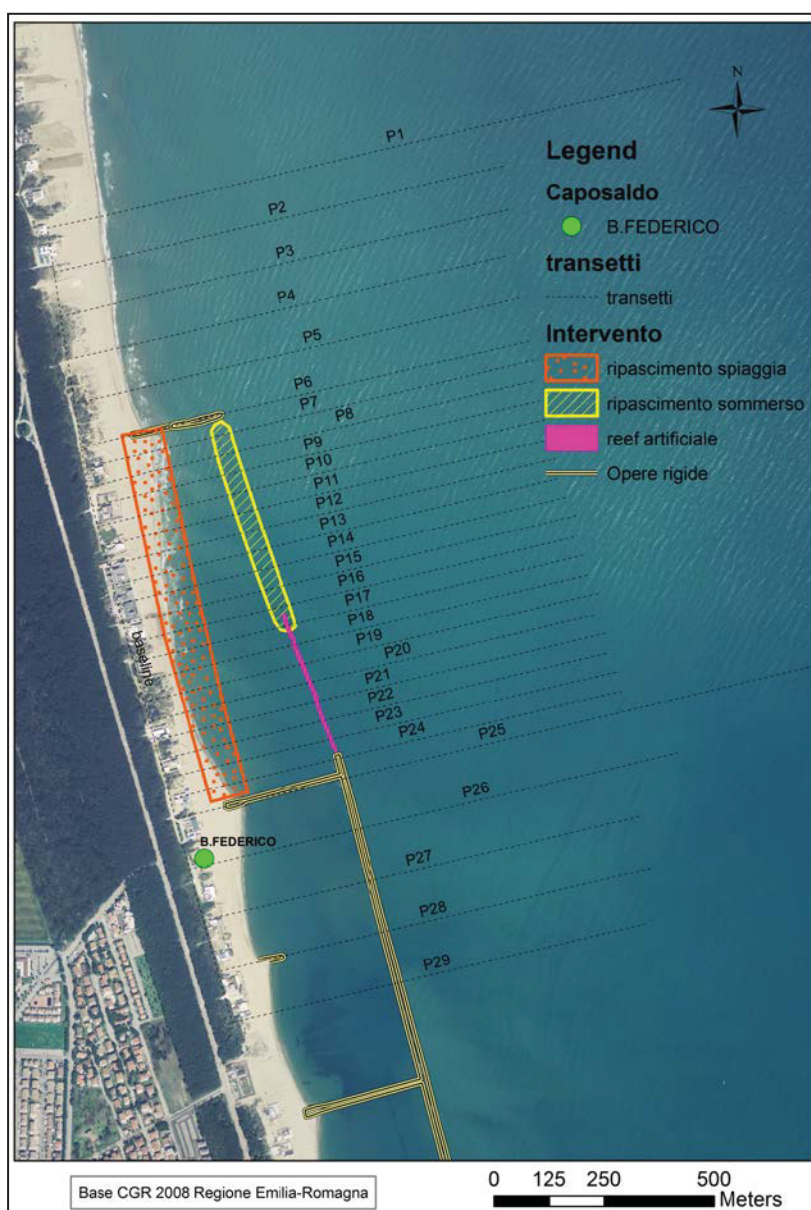 N
P1
P2
P3
P4
P5
P6
P7
P8
P9
P10
P11
P12
P13
P14
P15
P16
P17
P18
P19
P20
P21
P22
P23
P24
P25
P26
P27
P28
P29
Legend
Caposaldo
B.FEDERICO
transetti
transetti
Intervento
ripascimento spiaggia
ripascimento sommerso
reef artificiale
Opere rigide
baseline
B.FEDERICO
Base CGR 2008 Regione Emilia-Romagna
0 125 250 500
Meters